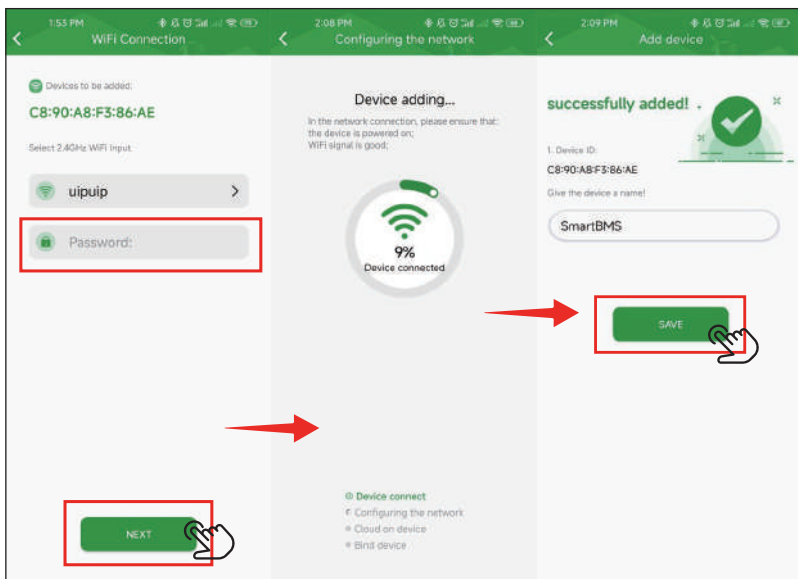 1:53 PM
WiFi Connection
Devices to be added:
C8:90:A8:F3:86:AE
Select 2.4GHz WiFi Input
uipuip
Password:
NEXT
2:08 PM
Configuring the network
Device adding...
In the network connection, please ensure that:
the device is powered on;
WiFi signal is good;
9%
Device connected
Device connect
Configuring the network
Cloud on device
Bind device
2:09 PM
Add device
successfully added! .
1. Device ID:
C8:90:A8:F3:86:AE
Give the device a name!
SmartBMS
SAVE